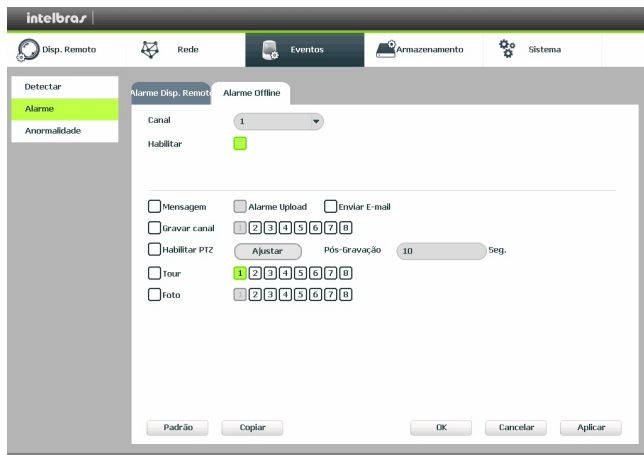 intelbras
Disp. Remoto Rede Eventos Armazenamento Sistema
Detectar
Alarme
Anormalidade
Alarme Disp. Remot Alarme Offline
Canal 1
Habilitar
Mensagem Alarme Upload Enviar E-mail
Gravar canal 1 2 3 4 5 6 7 8
Habilitar PTZ Ajustar Pós-Gravação 10 Seg.
Tour 1 2 3 4 5 6 7 8
Foto 1 2 3 4 5 6 7 8
Padrão Copiar OK Cancelar Aplicar